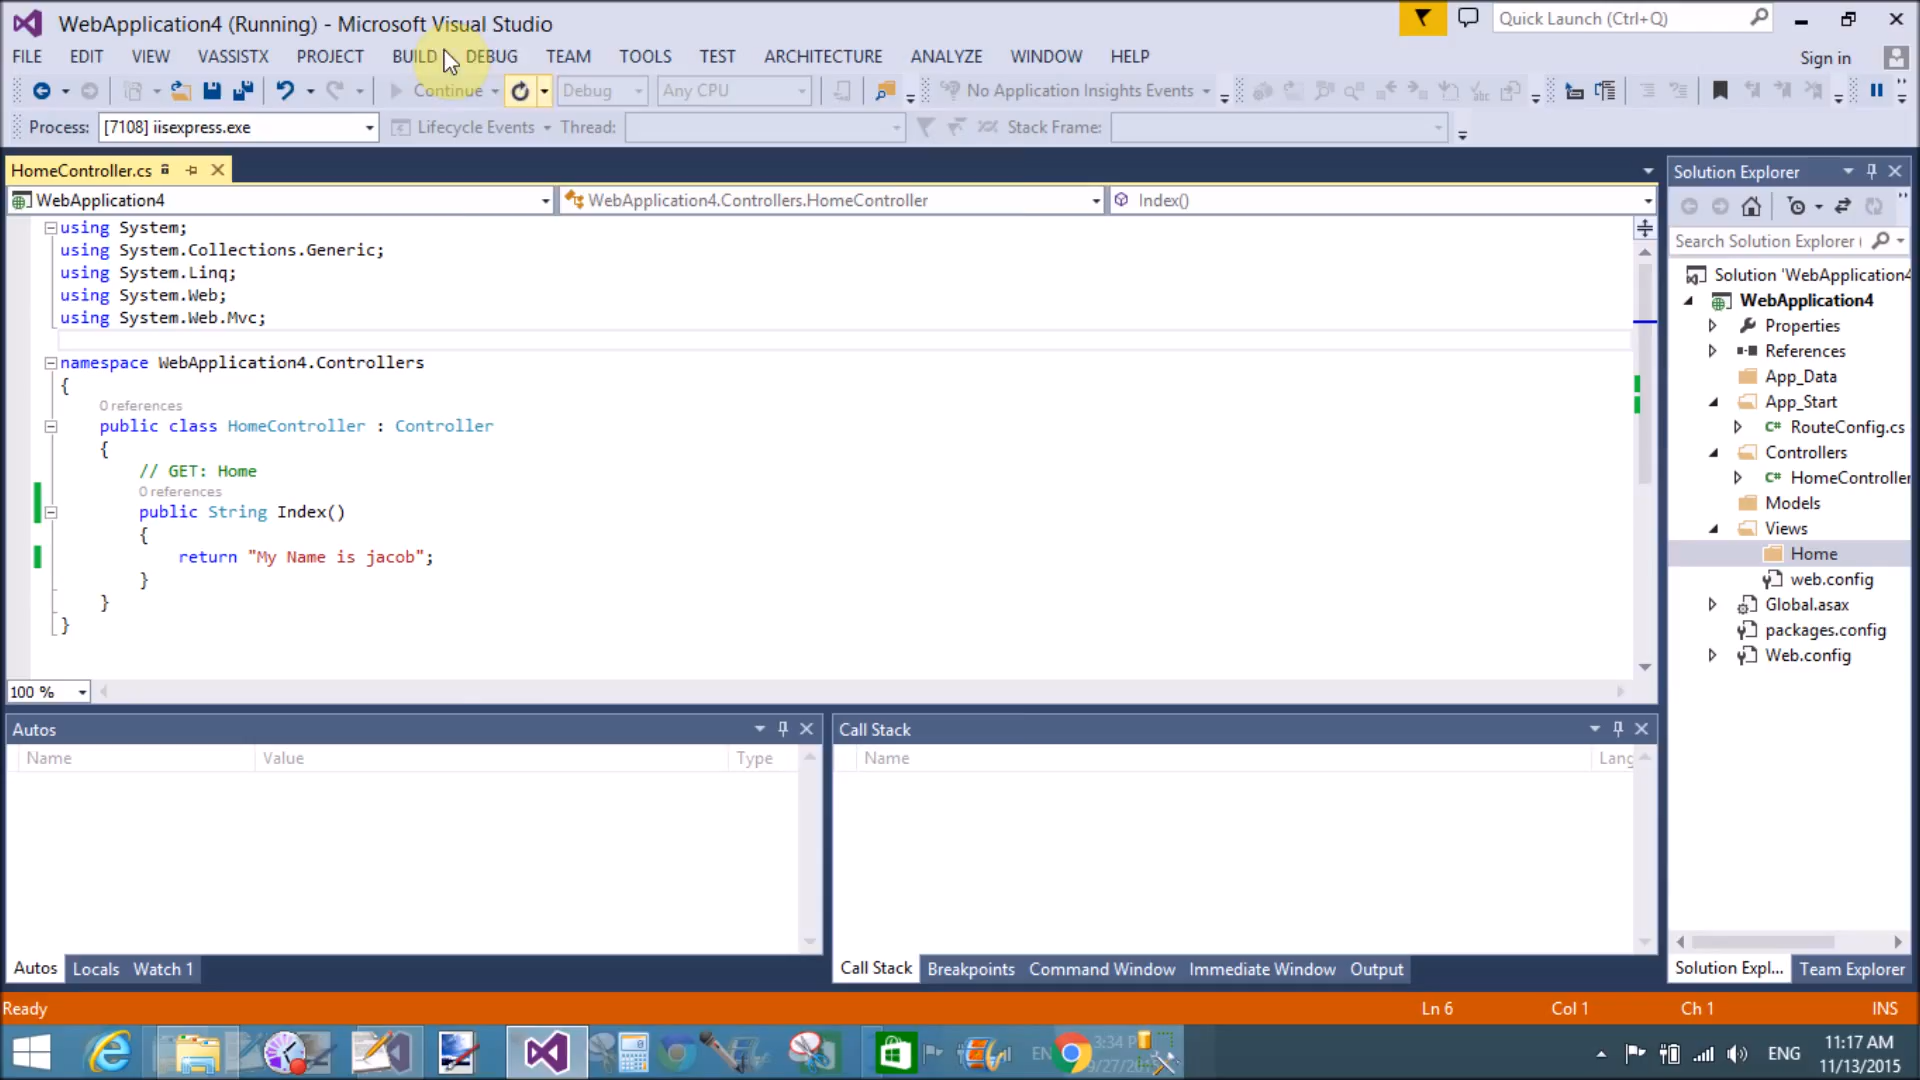 WebApplication4 (Running) - Microsoft Visual Studio
Quick Launch (Ctrl+Q)
FILE EDIT VIEW VASSISTX PROJECT BUILD DEBUG TEAM TOOLS TEST ARCHITECTURE ANALYZE WINDOW HELP
Sign in
Continue Debug Any CPU No Application Insights Events
Process: [7108] iisexpress.exe Lifecycle Events Thread: Stack Frame:
HomeController.cs
WebApplication4 WebApplication4.Controllers.HomeController Index()
using System;
using System.Collections.Generic;
using System.Linq;
using System.Web;
using System.Web.Mvc;
namespace WebApplication4.Controllers
{
0 references
public class HomeController : Controller
{
// GET: Home
0 references
public String Index()
{
return "My Name is jacob";
}
}
}
100 %
Solution Explorer
Search Solution Explorer (
Solution 'WebApplication4
WebApplication4
Properties
References
App_Data
App_Start
C# RouteConfig.cs
Controllers
C# HomeController
Models
Views
Home
web.config
Global.asax
packages.config
Web.config
Solution Expl... Team Explorer
Autos
Name Value Type
Autos Locals Watch 1
Call Stack
Name Lang
Call Stack Breakpoints Command Window Immediate Window Output
Ready Ln 6 Col 1 Ch 1 INS
EN 3:34 P
9/27/20
ENG
11:17 AM
11/13/2015